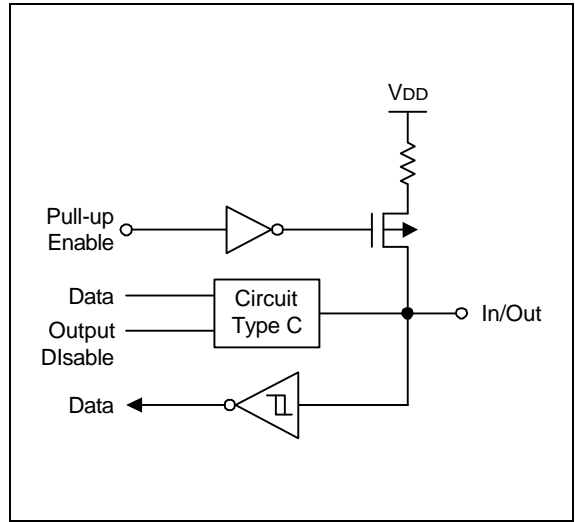 VDD
Pull-up
Enable
Data
Output
DIsable
Circuit
Type C
In/Out
Data